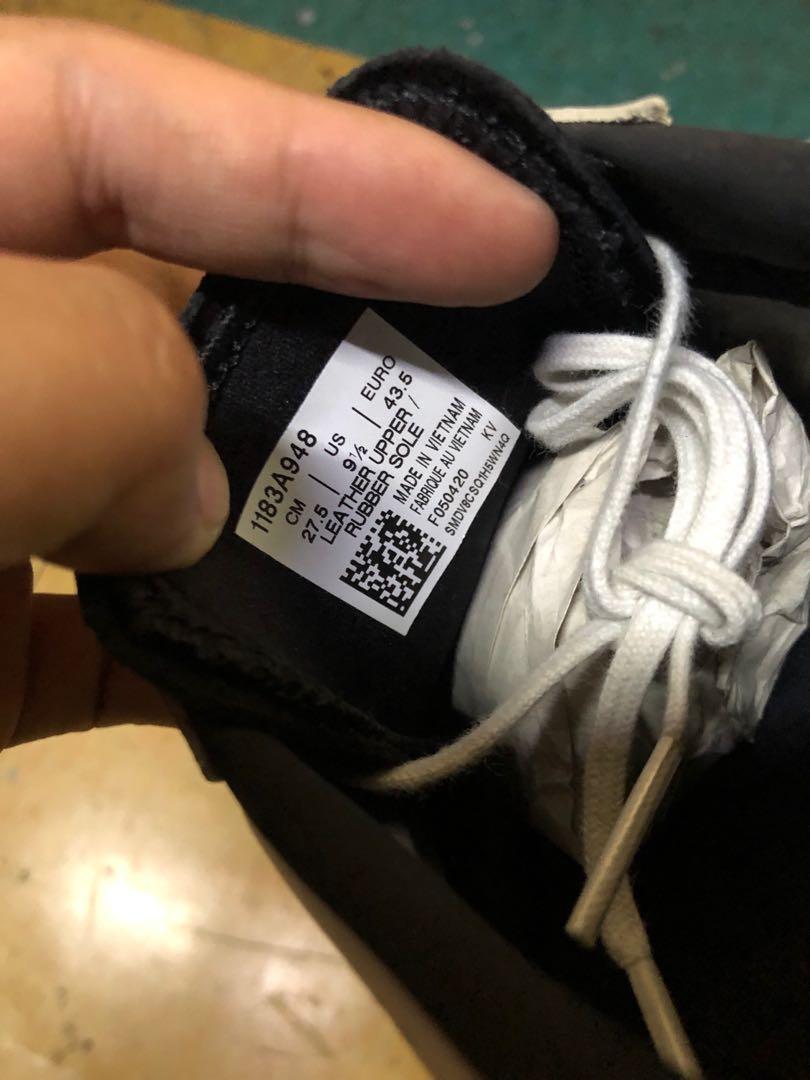 1183A948
CM | US | EURO
27.5 | 9½ | 43.5
LEATHER UPPER /
RUBBER SOLE
MADE IN VIETNAM
FABRIQUE AU VIETNAM
F050420 KV
SMDV8CSQ1H5WN4Q